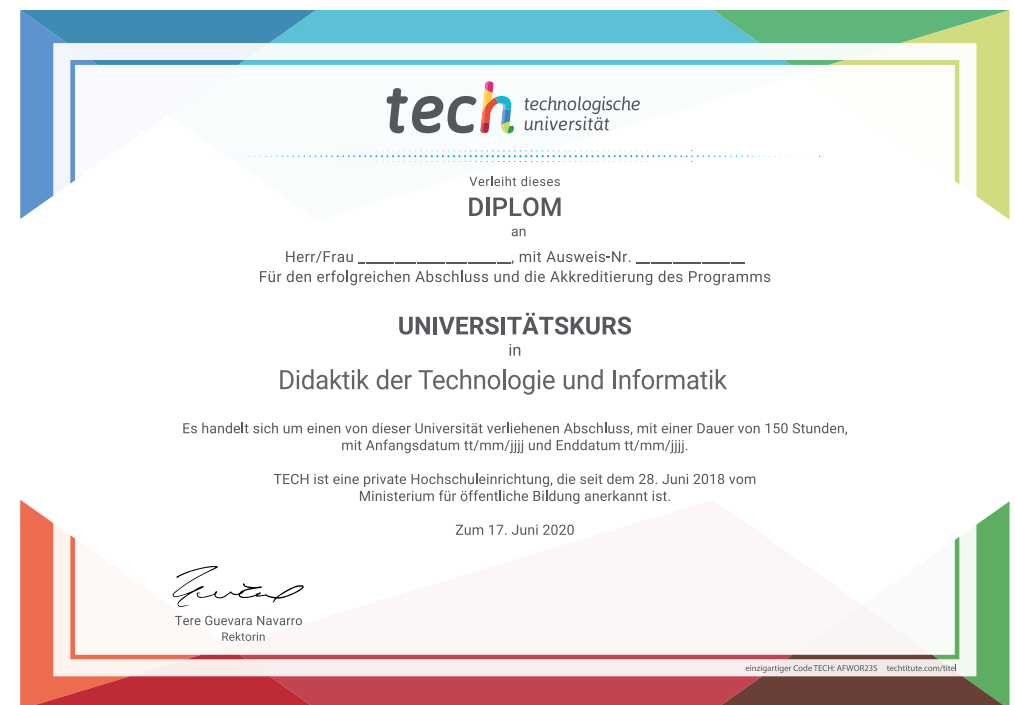 tech technologische
universität
Verleiht dieses
DIPLOM
an
Herr/Frau ____________________, mit Ausweis-Nr. ______________
Für den erfolgreichen Abschluss und die Akkreditierung des Programms
UNIVERSITÄTSKURS
in
Didaktik der Technologie und Informatik
Es handelt sich um einen von dieser Universität verliehenen Abschluss, mit einer Dauer von 150 Stunden,
mit Anfangsdatum tt/mm/jjjj und Enddatum tt/mm/jjjj.
TECH ist eine private Hochschuleinrichtung, die seit dem 28. Juni 2018 vom
Ministerium für öffentliche Bildung anerkannt ist.
Zum 17. Juni 2020
Tere Guevara Navarro
Rektorin
einzigartiger Code TECH: AFWOR23S techtitute.com/titel